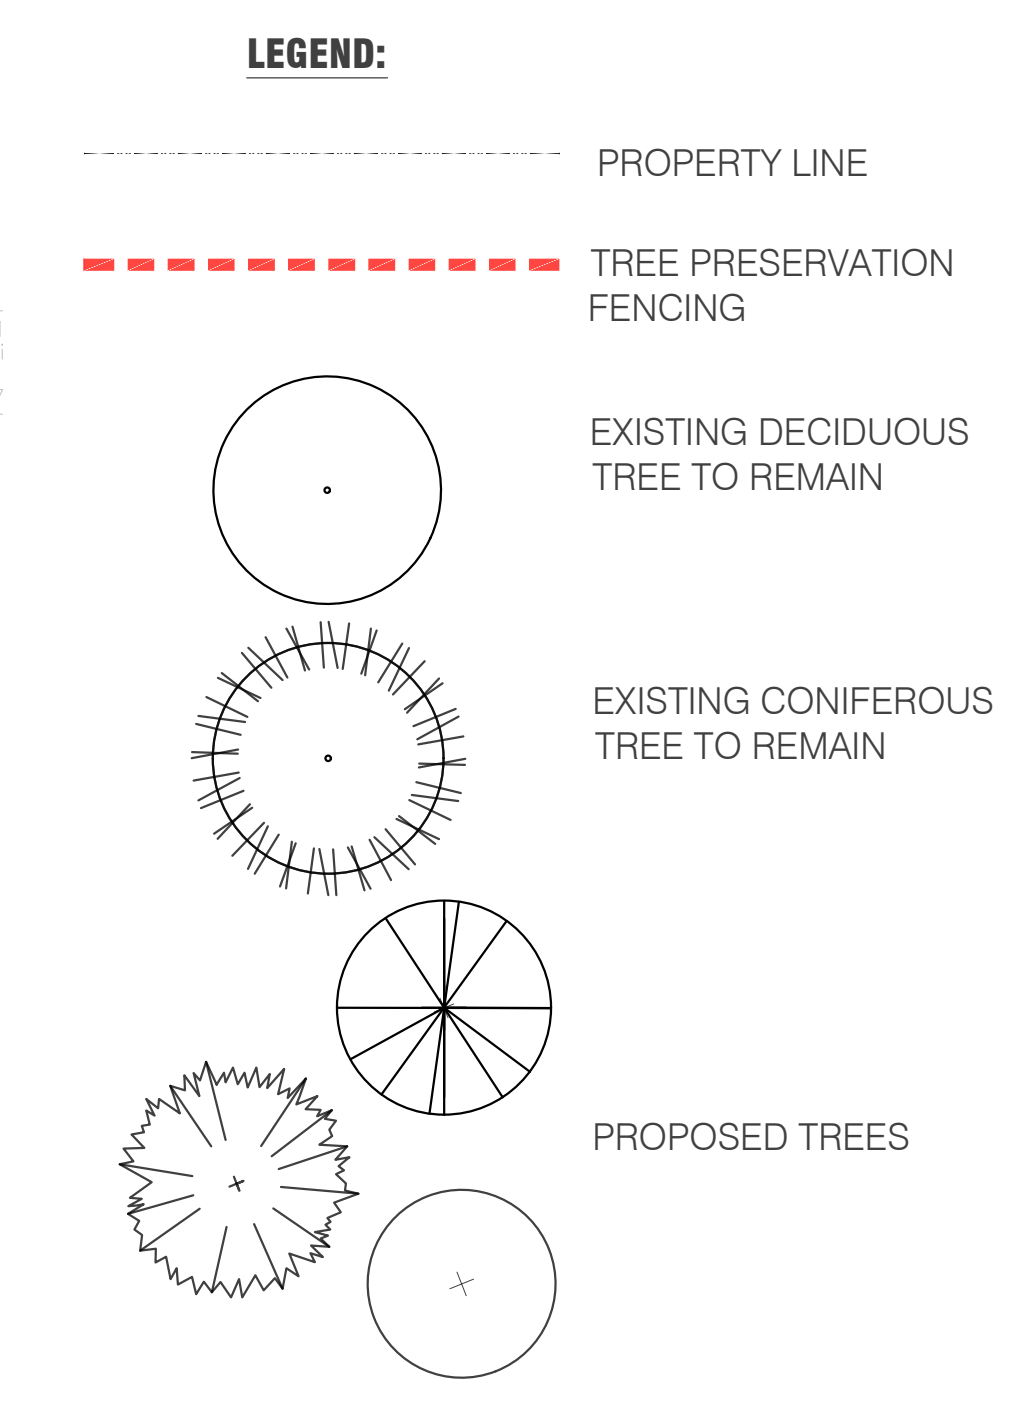 LEGEND:
PROPERTY LINE
TREE PRESERVATION
FENCING
EXISTING DECIDUOUS
TREE TO REMAIN
EXISTING CONIFEROUS
TREE TO REMAIN
PROPOSED TREES